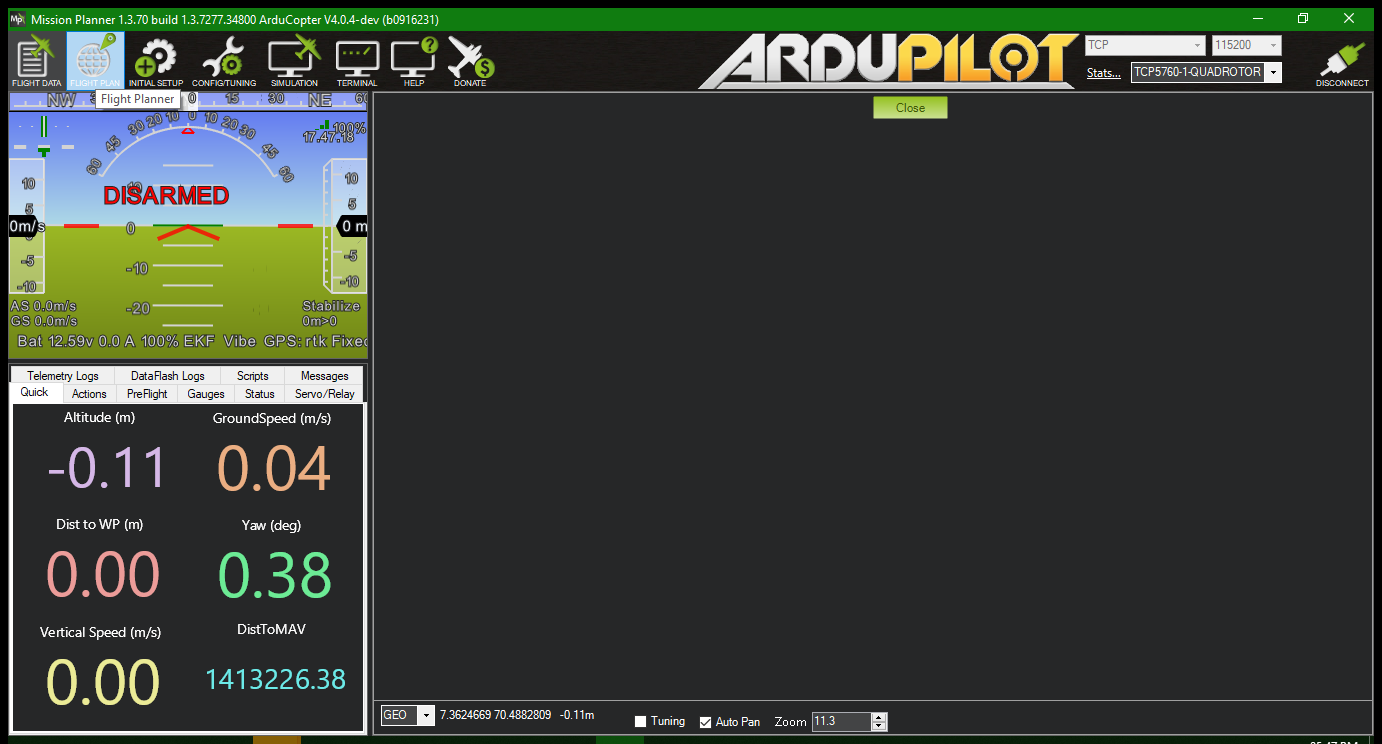 Mission Planner 1.3.70 build 1.3.7277.34800 ArduCopter V4.0.4-dev (b0916231)
FLIGHT DATA FLIGHT PLAN INITIAL SETUP CONFIG/TUNING SIMULATION TERMINAL HELP DONATE
ARDUPILOT
TCP 115200
Stats... TCP5760-1-QUADROTOR
DISCONNECT
Flight Planner
NW 0 15 30 NE 60
Close
60 45 30 20 10 0 10 20 30 45 60
100%
17.47.18
DISARMED
10
5
0m/s
-5
-10
10
0
-10
-20
10
5
0 m
-5
-10
AS 0.0m/s
GS 0.0m/s
Stabilize
0m>0
Bat 12.59v 0.0 A 100% EKF Vibe GPS: rtk Fixed
Telemetry Logs DataFlash Logs Scripts Messages
Quick Actions PreFlight Gauges Status Servo/Relay
Altitude (m) GroundSpeed (m/s)
-0.11 0.04
Dist to WP (m) Yaw (deg)
0.00 0.38
Vertical Speed (m/s) DistToMAV
0.00 1413226.38
GEO 7.3624669 70.4882809 -0.11m Tuning Auto Pan Zoom 11.3